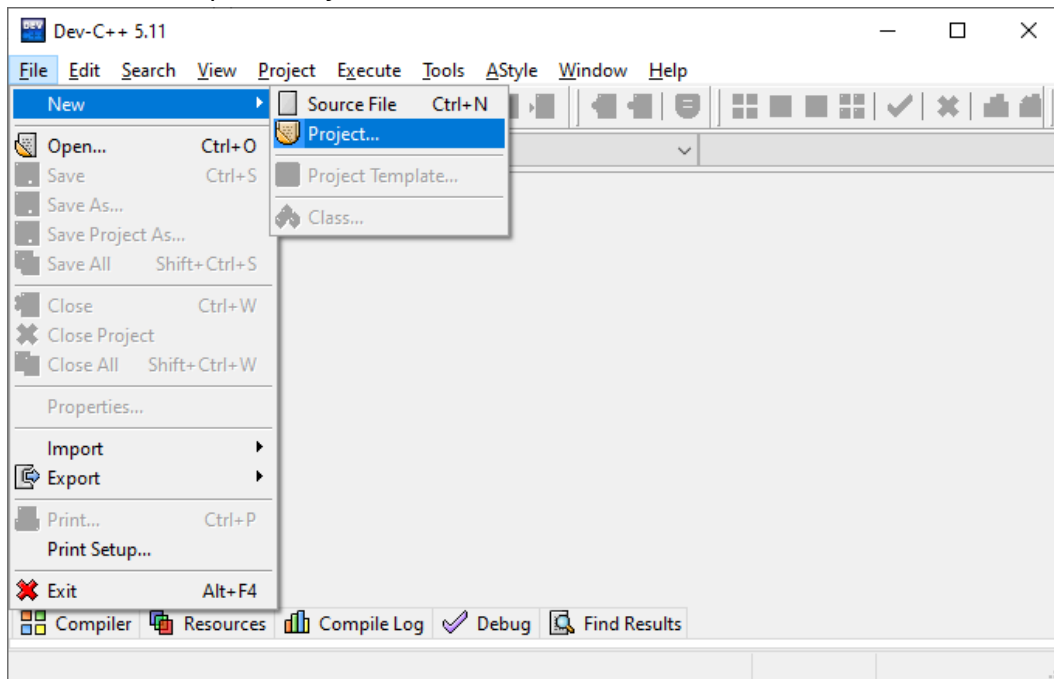 Dev-C++ 5.11
File Edit Search View Project Execute Tools AStyle Window Help
New
Source File Ctrl+N
Project...
Project Template...
Class...
Open... Ctrl+O
Save Ctrl+S
Save As...
Save Project As...
Save All Shift+Ctrl+S
Close Ctrl+W
Close Project
Close All Shift+Ctrl+W
Properties...
Import
Export
Print... Ctrl+P
Print Setup...
Exit Alt+F4
Compiler Resources Compile Log Debug Find Results